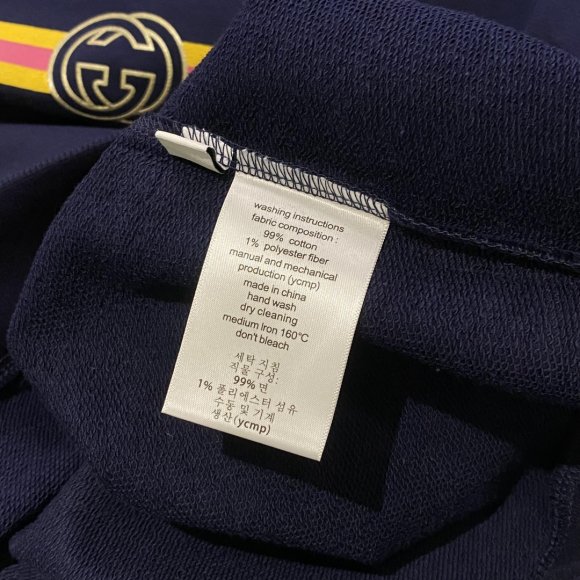 washing instructions
fabric composition :
99% cotton
1% polyester fiber
manual and mechanical
production (ycmp)
made in china
hand wash
dry cleaning
medium Iron 160℃
don't bleach
세탁 지침
직물 구성:
99% 면
1% 폴리에스터 섬유
수동 및 기계
생산(ycmp)